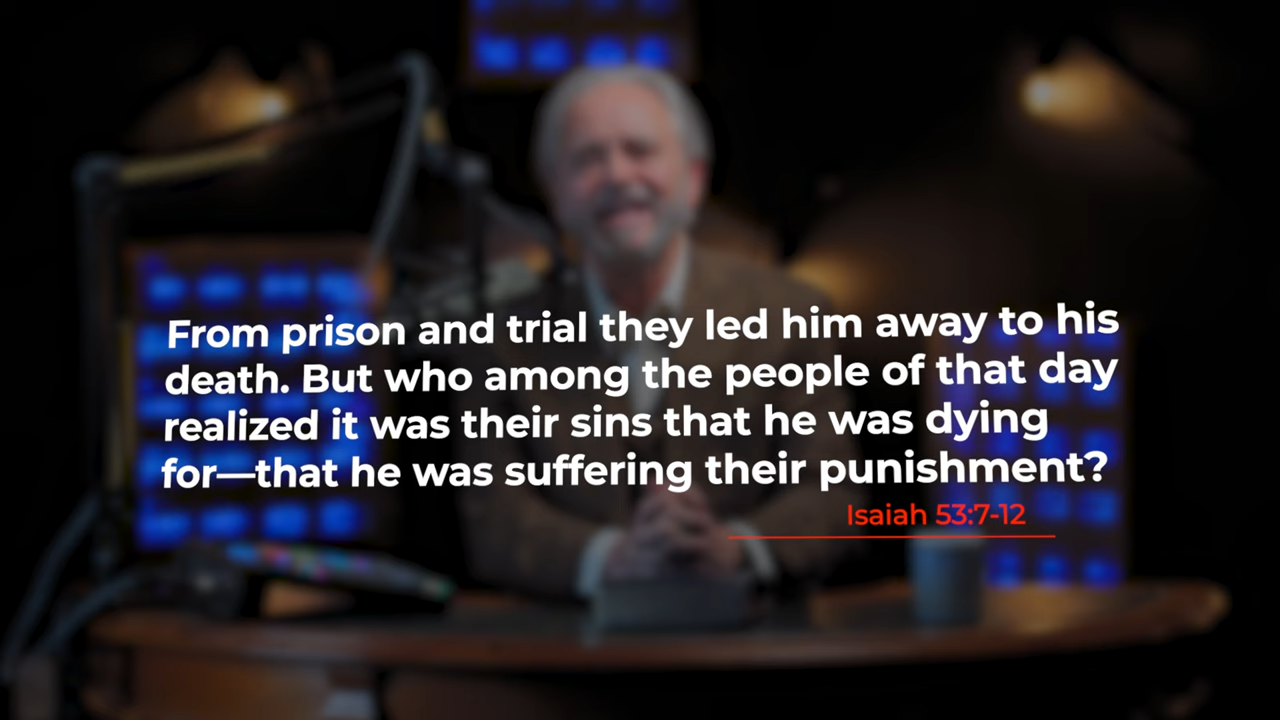 From prison and trial they led him away to his
death. But who among the people of that day
realized it was their sins that he was dying
for—that he was suffering their punishment?
Isaiah 53:7-12